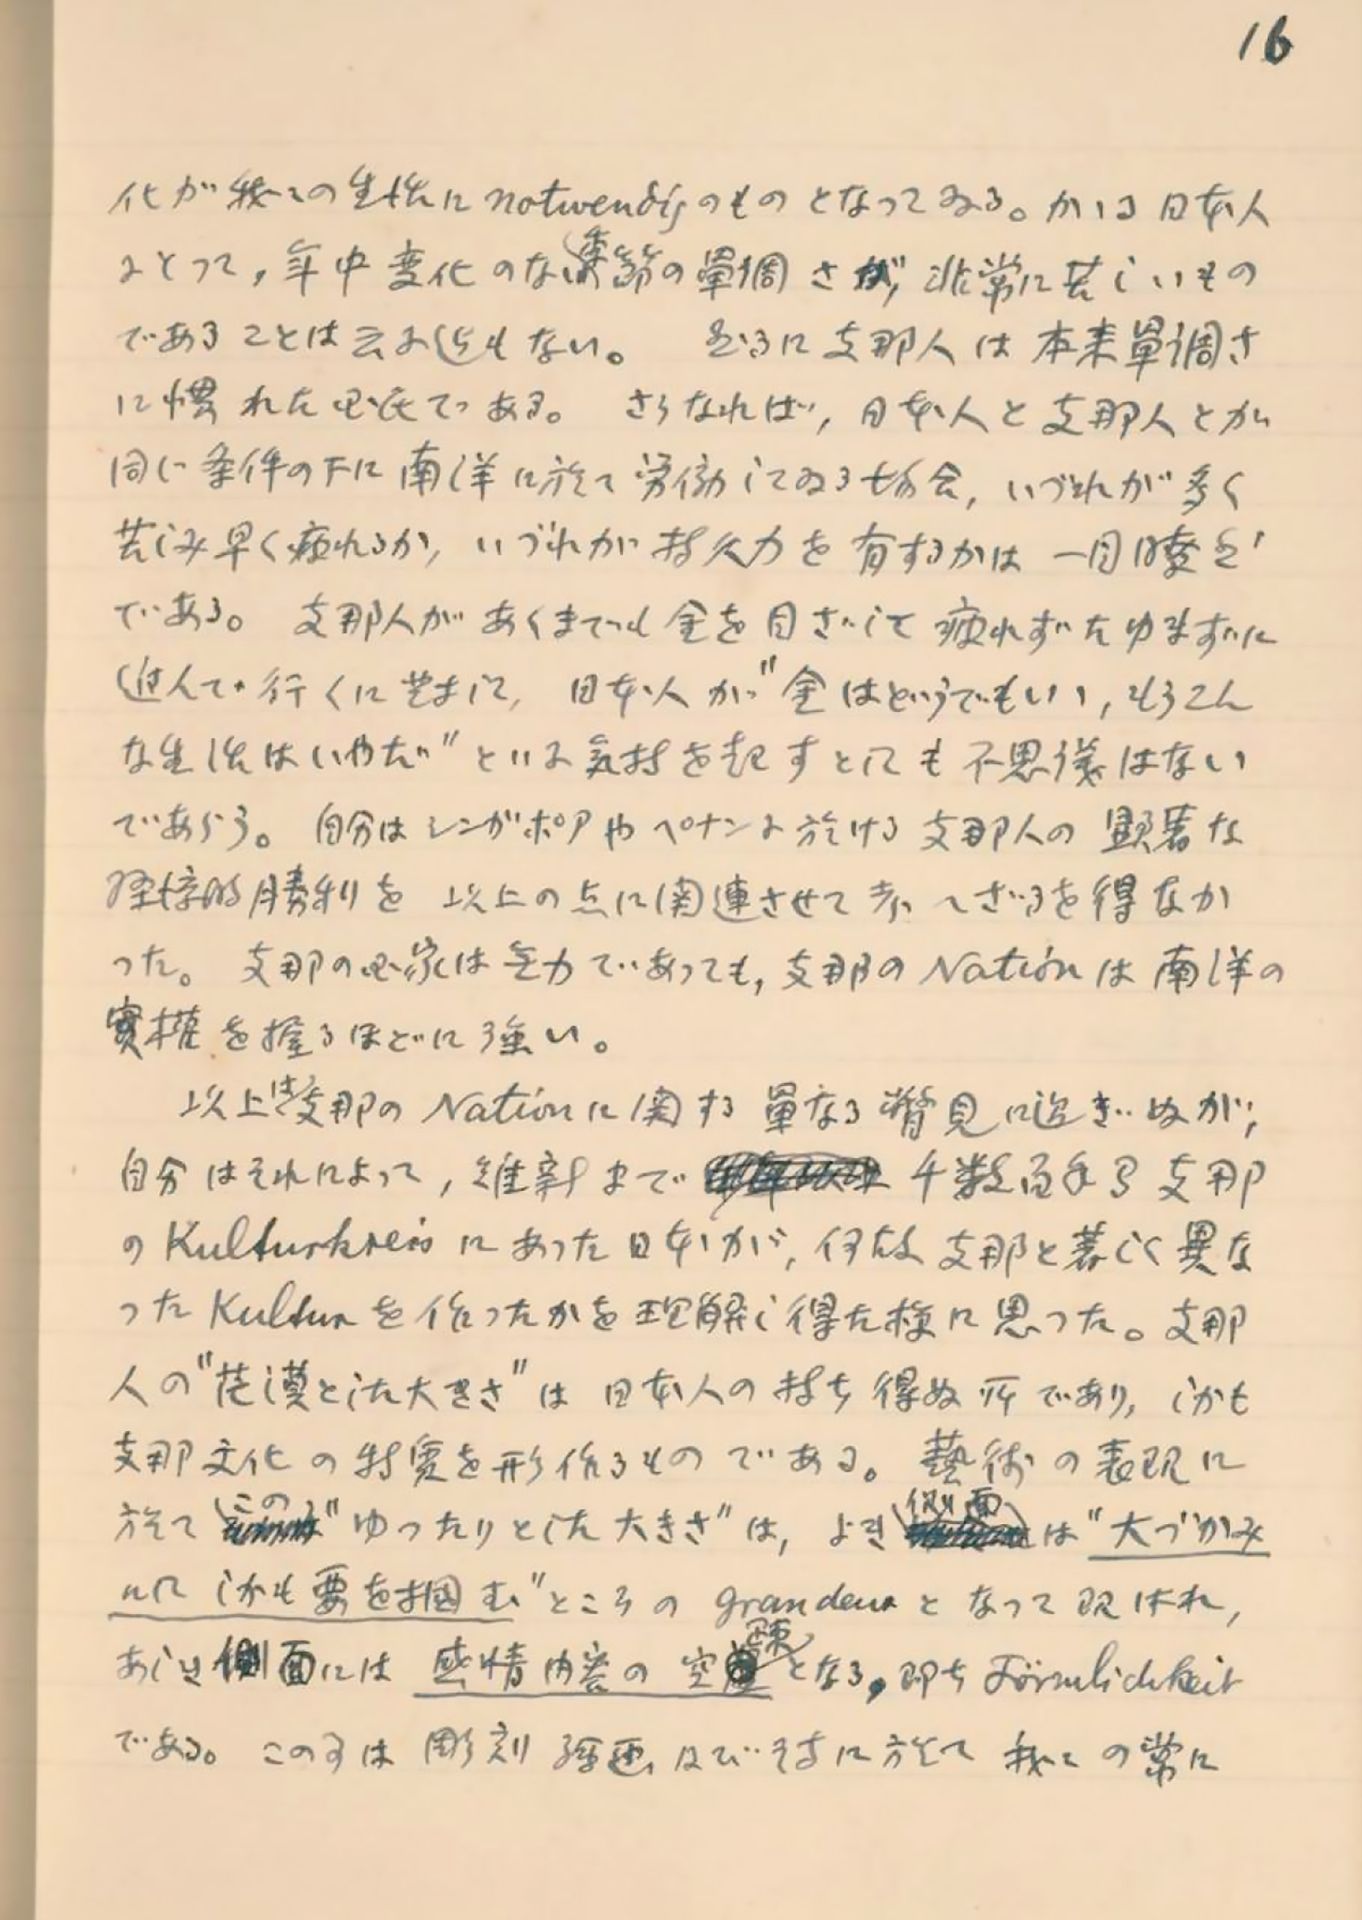 16
化が我々の生活に notwendig のものとなってゐる。かゝる日本人
にとって，年中変化のない季節の單調さが，非常に苦しいもの
であることは云ふ迄もない。 然るに支那人は本来單調さ
に慣れた国民である。 さうなれば，日本人と支那人とが
同じ条件の下に南洋に於て労働してゐる場合，いづれが多く
苦しみ早く疲れるか，いづれが持久力を有するかは一目瞭然
である。 支那人があくまでも金を目ざして疲れずたゆまずに
進んで行くに対して，日本人が"金はどうでもいゝ，もうこん
な生活はいやだ"といふ気持を起すとしても不思議はない
であらう。 自分はシンガポアやペナンに於ける支那人の顕著な
経済的勝利を 以上の点に関連させて考へざるを得なか
った。 支那の国家は無力であっても，支那の Nation は南洋の
實権を握るほどに強い。
以上は支那の Nation に関する單なる瞥見に過ぎぬが，
自分はそれによって，維新まで 千数百年間支那
の Kulturkreis にあった日本が，何故支那と著しく異な
った Kultur を作ったかを理解し得た様に思った。支那
人の"茫漠とした大きさ"は日本人の持ち得ぬ所であり，しかも
支那文化の特質を形作るものである。藝術の表現に
於て この "ゆったりとした大きさ"は，よき側面は"大づかみ
にしかも要を掴む"ところの grandeur となって現はれ，
あしき側面には 感情内容の空疎となる，即ち Förmlichkeit
である。 この事は彫刻 絵画 及び に於て我々の常に